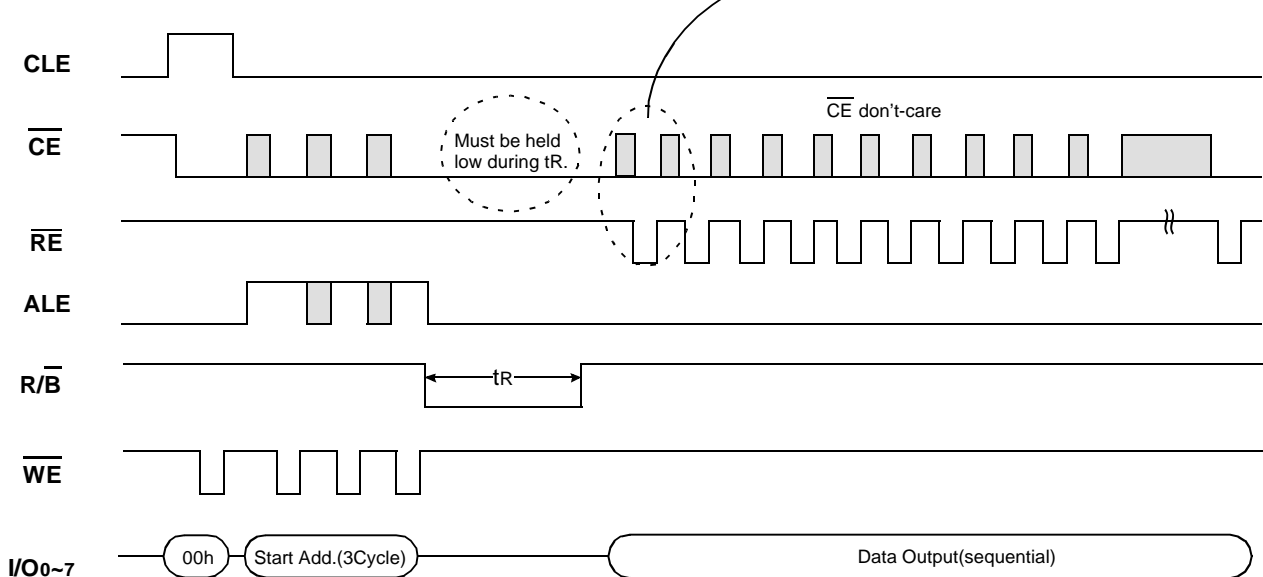 CLE
CE
CE don't-care
Must be held
low during tR.
RE
ALE
R/B
tR
WE
I/O0~7
00h
Start Add.(3Cycle)
Data Output(sequential)